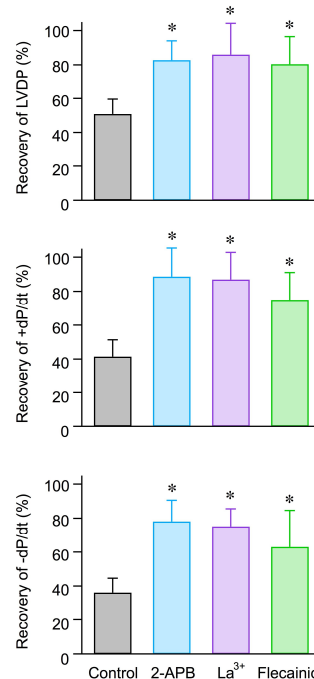 Recovery of LVDP (%)
100
80
60
40
20
0
* * *
Recovery of +dP/dt (%)
100
80
60
40
20
0
* * *
Recovery of -dP/dt (%)
100
80
60
40
20
0
* * *
Control 2-APB La³⁺ Flecainid